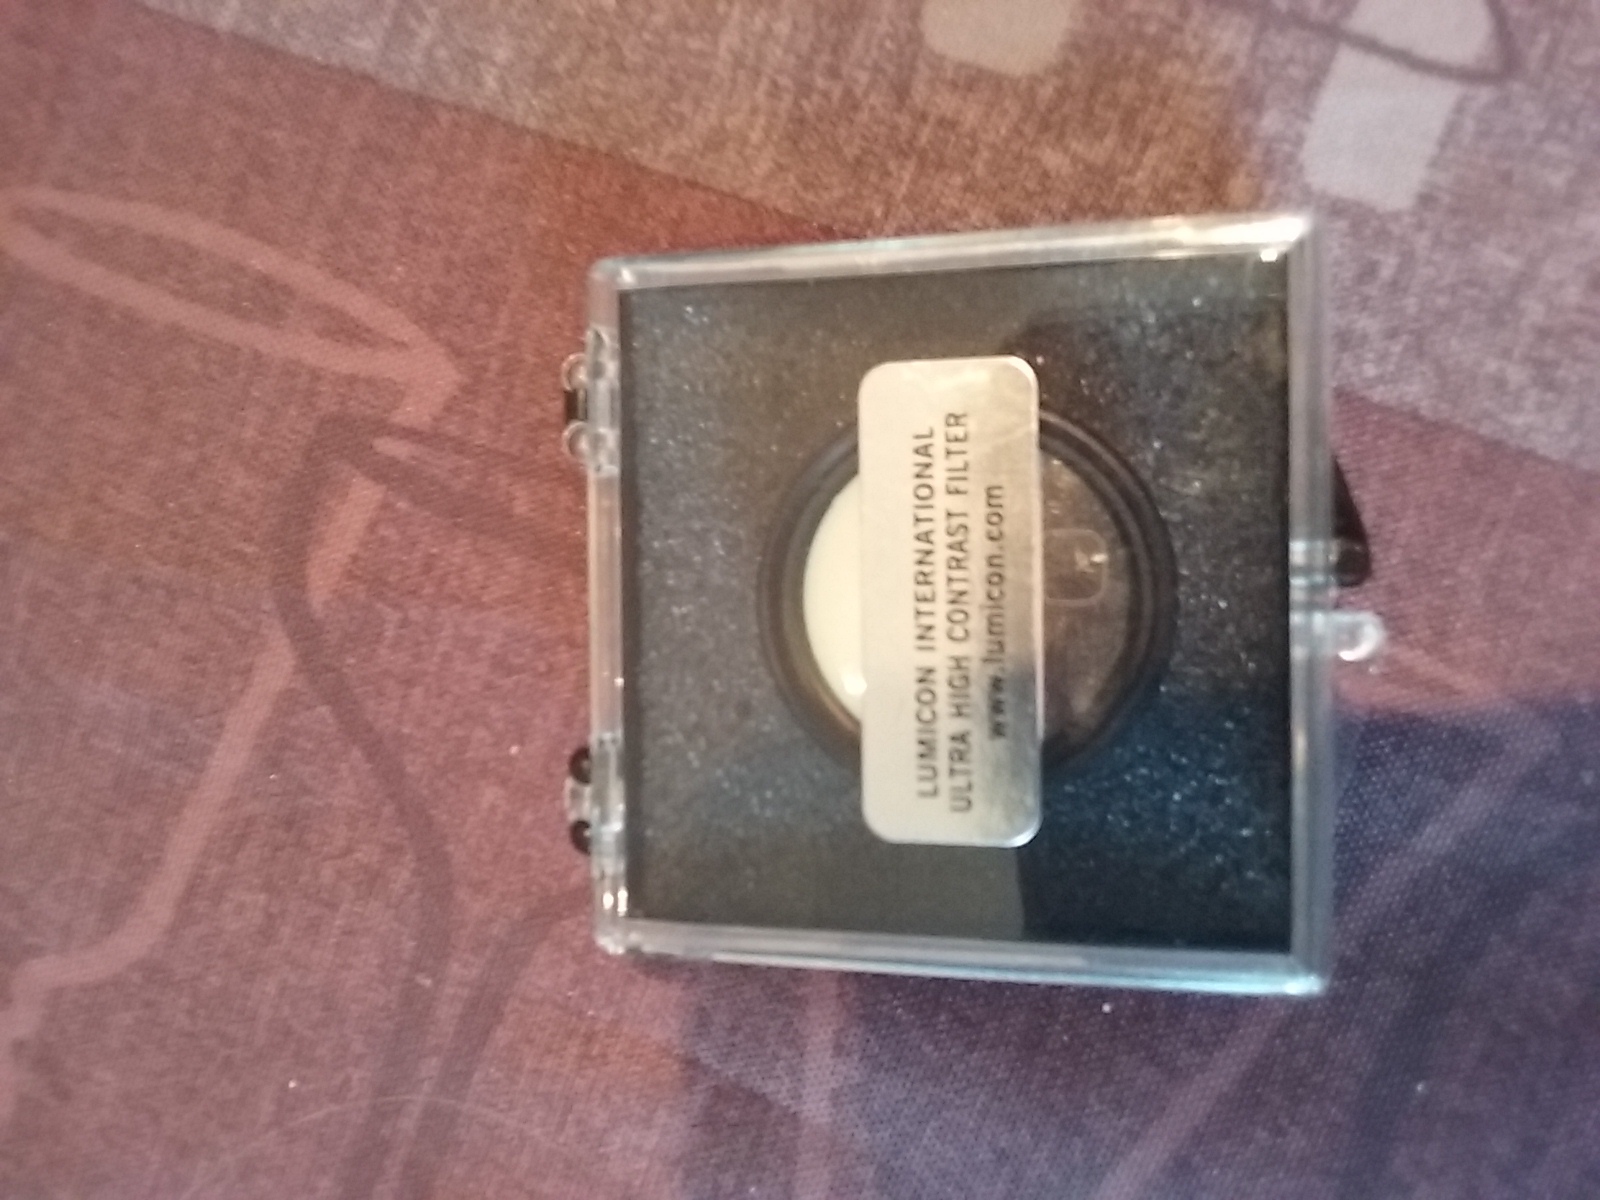 LUMICON INTERNATIONAL
ULTRA HIGH CONTRAST FILTER
www.lumicon.com